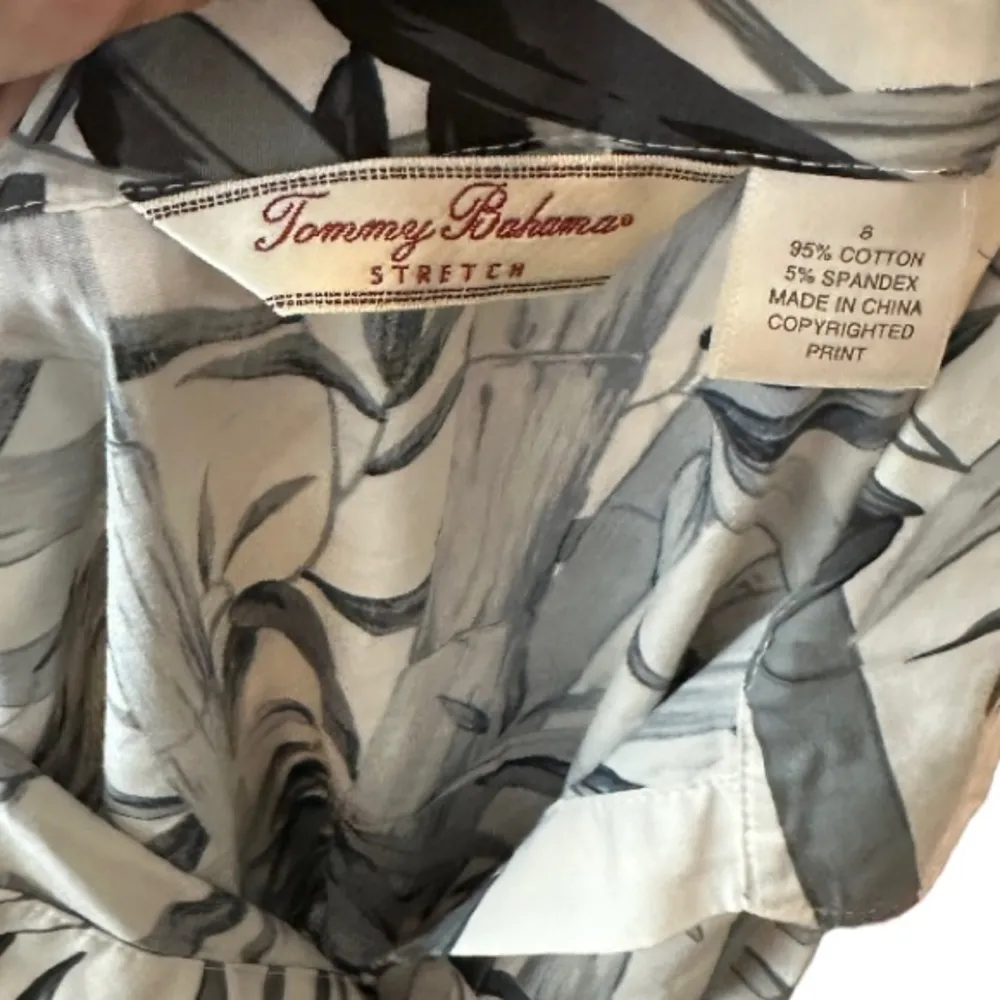 Tommy Bahama®
STRETCH
8
95% COTTON
5% SPANDEX
MADE IN CHINA
COPYRIGHTED
PRINT